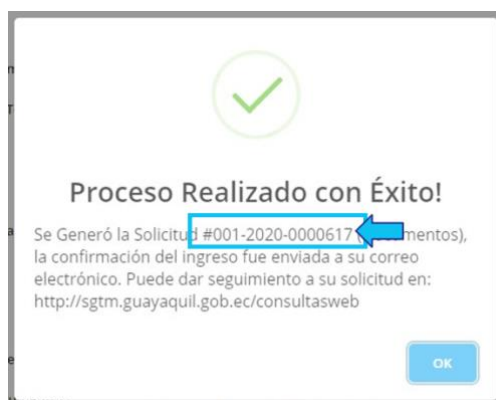 Proceso Realizado con Éxito!
Se Generó la Solicitud #001-2020-0000617
la confirmación del ingreso fue enviada a su correo
electrónico. Puede dar seguimiento a su solicitud en:
http://sgtm.guayaquil.gob.ec/consultasweb
OK